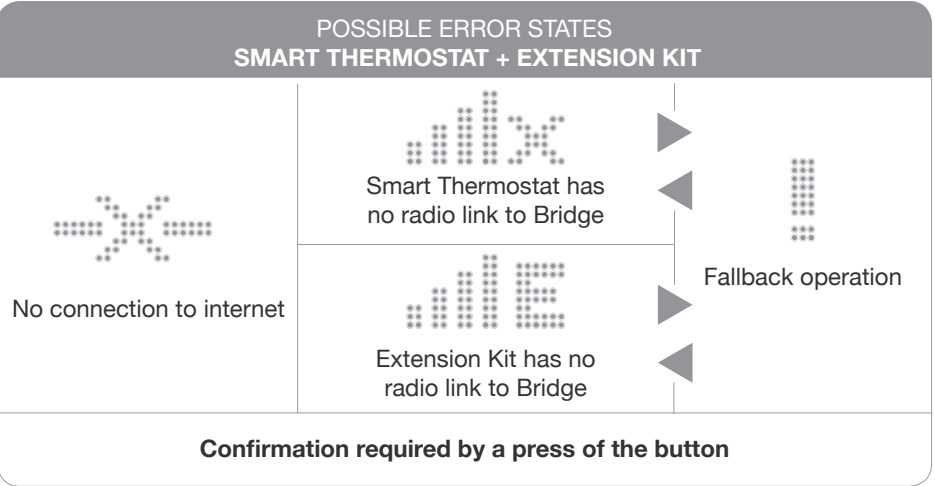 POSSIBLE ERROR STATES
SMART THERMOSTAT + EXTENSION KIT
No connection to internet
Smart Thermostat has
no radio link to Bridge
E
Extension Kit has no
radio link to Bridge
!
Fallback operation
Confirmation required by a press of the button